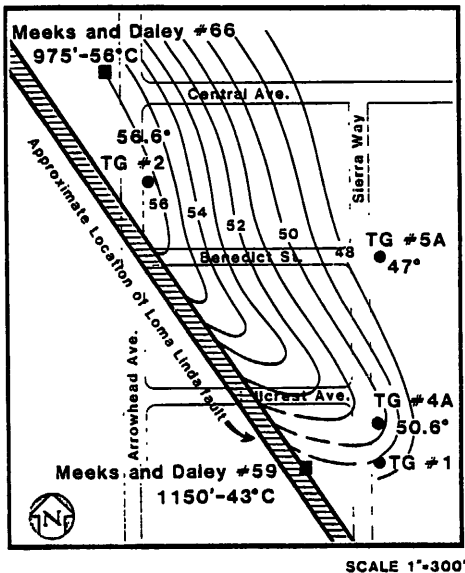 Meeks and Daley #66
975'-56°C
Central Ave.
56.6°
TG #2
Sierra Way
56
54
52
50
48
TG #5A
47°
Benedict St.
Approximate Location of Loma Linda fault
Arrowhead Ave.
llcrest Ave.
TG #4A
50.6°
TG #1
Meeks and Daley #59
1150'-43°C
N
SCALE 1"=300'